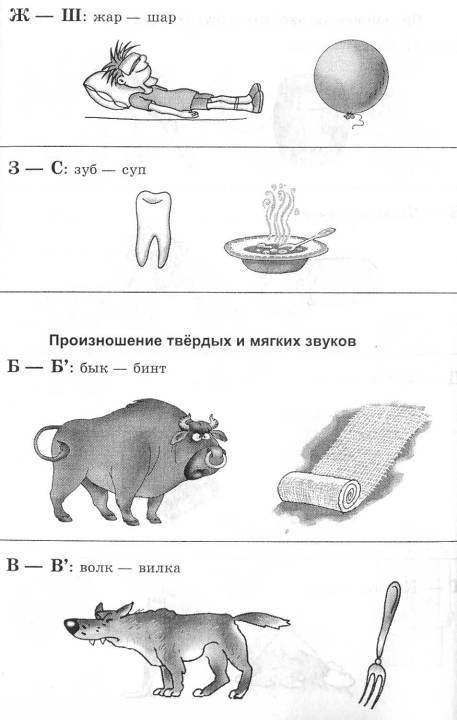 Ж — Ш: жар — шар
З — С: зуб — суп
Произношение твёрдых и мягких звуков
Б — Б’: бык — бинт
В — В’: волк — вилка